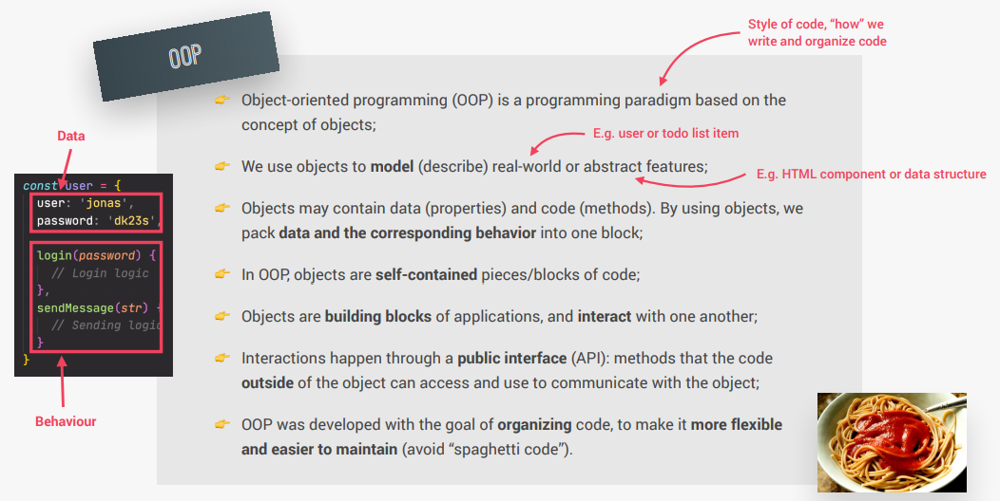 OOP
Style of code, “how” we
write and organize code
👉 Object-oriented programming (OOP) is a programming paradigm based on the
concept of objects;
E.g. user or todo list item
👉 We use objects to model (describe) real-world or abstract features;
E.g. HTML component or data structure
👉 Objects may contain data (properties) and code (methods). By using objects, we
pack data and the corresponding behavior into one block;
👉 In OOP, objects are self-contained pieces/blocks of code;
👉 Objects are building blocks of applications, and interact with one another;
👉 Interactions happen through a public interface (API): methods that the code
outside of the object can access and use to communicate with the object;
👉 OOP was developed with the goal of organizing code, to make it more flexible
and easier to maintain (avoid “spaghetti code”).
Data
const user = {
user: 'jonas',
password: 'dk23s',
login(password) {
// Login logic
},
sendMessage(str) {
// Sending logic
}
}
Behaviour